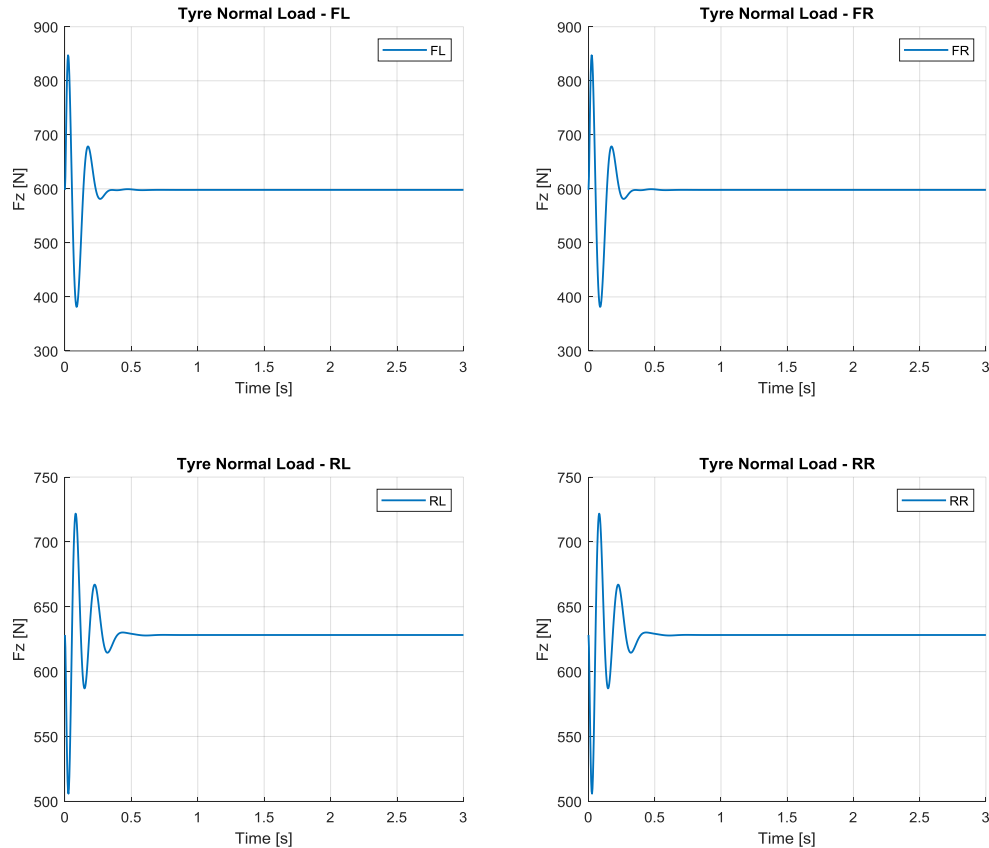 Tyre Normal Load - FL
900
800
700
600
500
400
300
Fz [N]
FL
0 0.5 1 1.5 2 2.5 3
Time [s]
Tyre Normal Load - FR
900
800
700
600
500
400
300
Fz [N]
FR
0 0.5 1 1.5 2 2.5 3
Time [s]
Tyre Normal Load - RL
750
700
650
600
550
500
Fz [N]
RL
0 0.5 1 1.5 2 2.5 3
Time [s]
Tyre Normal Load - RR
750
700
650
600
550
500
Fz [N]
RR
0 0.5 1 1.5 2 2.5 3
Time [s]